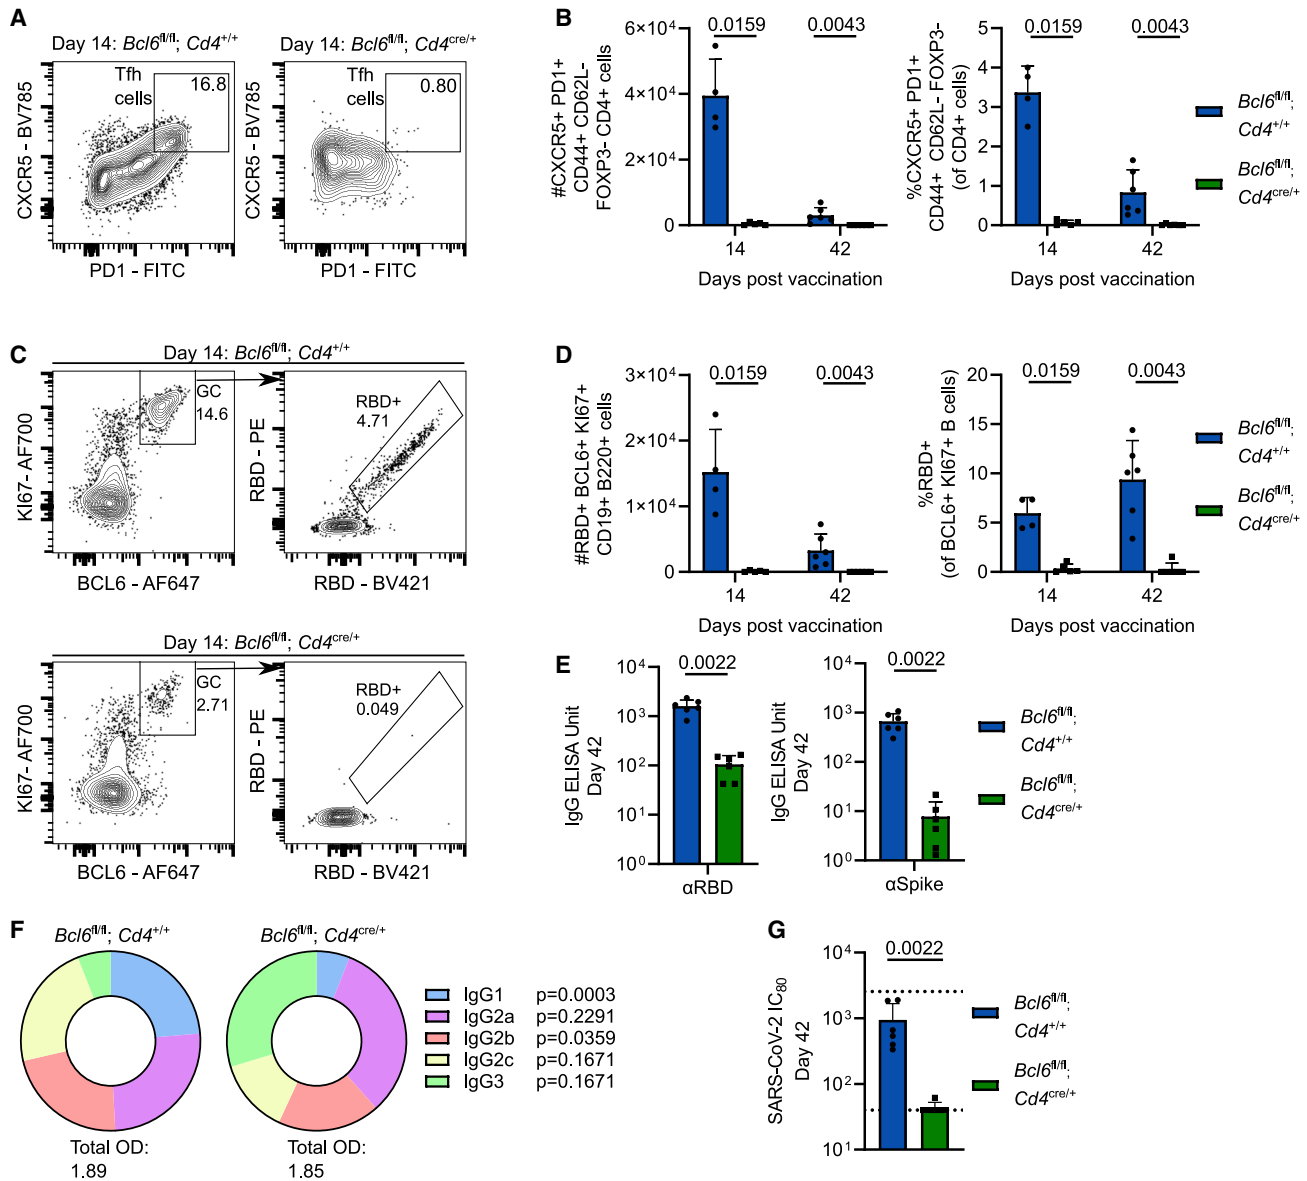 A
Day 14: Bcl6fl/fl; Cd4+/+
Day 14: Bcl6fl/fl; Cd4cre/+
Tfh
cells
16.8
0.80
CXCR5 - BV785
CXCR5 - BV785
PD1 - FITC
PD1 - FITC
B
#CXCR5+ PD1+
CD44+ CD62L-
FOXP3- CD4+ cells
6×10⁴
4×10⁴
2×10⁴
0
0.0159
0.0043
14
42
Days post vaccination
%CXCR5+ PD1+
CD44+ CD62L- FOXP3-
(of CD4+ cells)
5
4
3
2
1
0
0.0159
0.0043
14
42
Days post vaccination
Bcl6fl/fl;
Cd4+/+
Bcl6fl/fl;
Cd4cre/+
C
Day 14: Bcl6fl/fl; Cd4+/+
GC
14.6
KI67- AF700
BCL6 - AF647
RBD+
4.71
RBD - PE
RBD - BV421
Day 14: Bcl6fl/fl; Cd4cre/+
GC
2.71
KI67- AF700
BCL6 - AF647
RBD+
0.049
RBD - PE
RBD - BV421
D
#RBD+ BCL6+ KI67+
CD19+ B220+ cells
3×10⁴
2×10⁴
1×10⁴
0
0.0159
0.0043
14
42
Days post vaccination
%RBD+
(of BCL6+ KI67+ B cells)
20
15
10
5
0
0.0159
0.0043
14
42
Days post vaccination
Bcl6fl/fl;
Cd4+/+
Bcl6fl/fl;
Cd4cre/+
E
IgG ELISA Unit
Day 42
10⁴
10³
10²
10¹
10⁰
0.0022
αRBD
IgG ELISA Unit
Day 42
10⁴
10³
10²
10¹
10⁰
0.0022
αSpike
Bcl6fl/fl;
Cd4+/+
Bcl6fl/fl;
Cd4cre/+
F
Bcl6fl/fl; Cd4+/+
Bcl6fl/fl; Cd4cre/+
Total OD:
1.89
Total OD:
1.85
IgG1 p=0.0003
IgG2a p=0.2291
IgG2b p=0.0359
IgG2c p=0.1671
IgG3 p=0.1671
G
SARS-CoV-2 IC₈₀
Day 42
10⁴
10³
10²
10¹
0.0022
Bcl6fl/fl;
Cd4+/+
Bcl6fl/fl;
Cd4cre/+